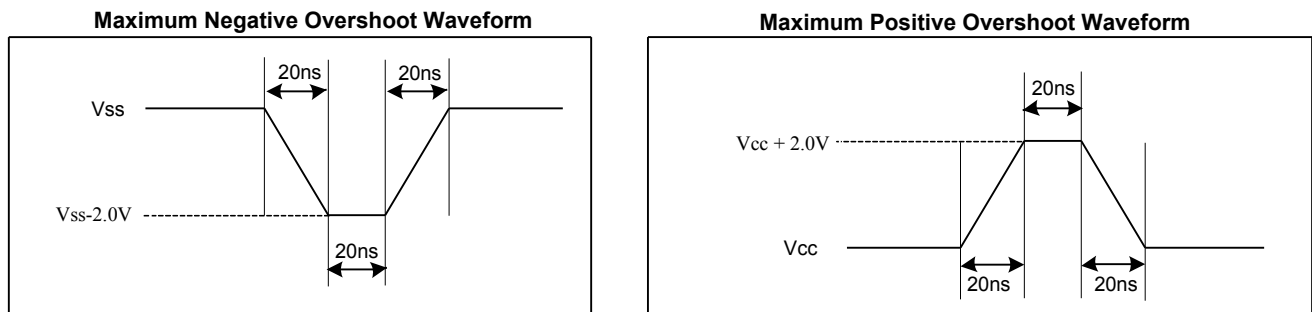 Maximum Negative Overshoot Waveform
20ns
20ns
Vss
Vss-2.0V
20ns
Maximum Positive Overshoot Waveform
20ns
Vcc + 2.0V
Vcc
20ns
20ns